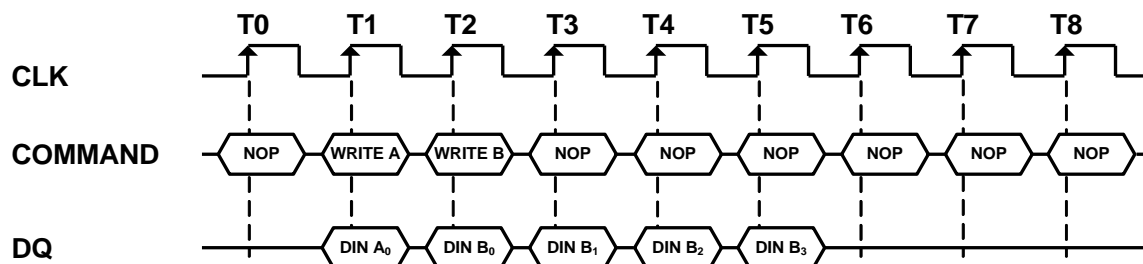 T0 T1 T2 T3 T4 T5 T6 T7 T8
CLK
COMMAND NOP WRITE A WRITE B NOP NOP NOP NOP NOP NOP
DQ DIN A₀ DIN B₀ DIN B₁ DIN B₂ DIN B₃